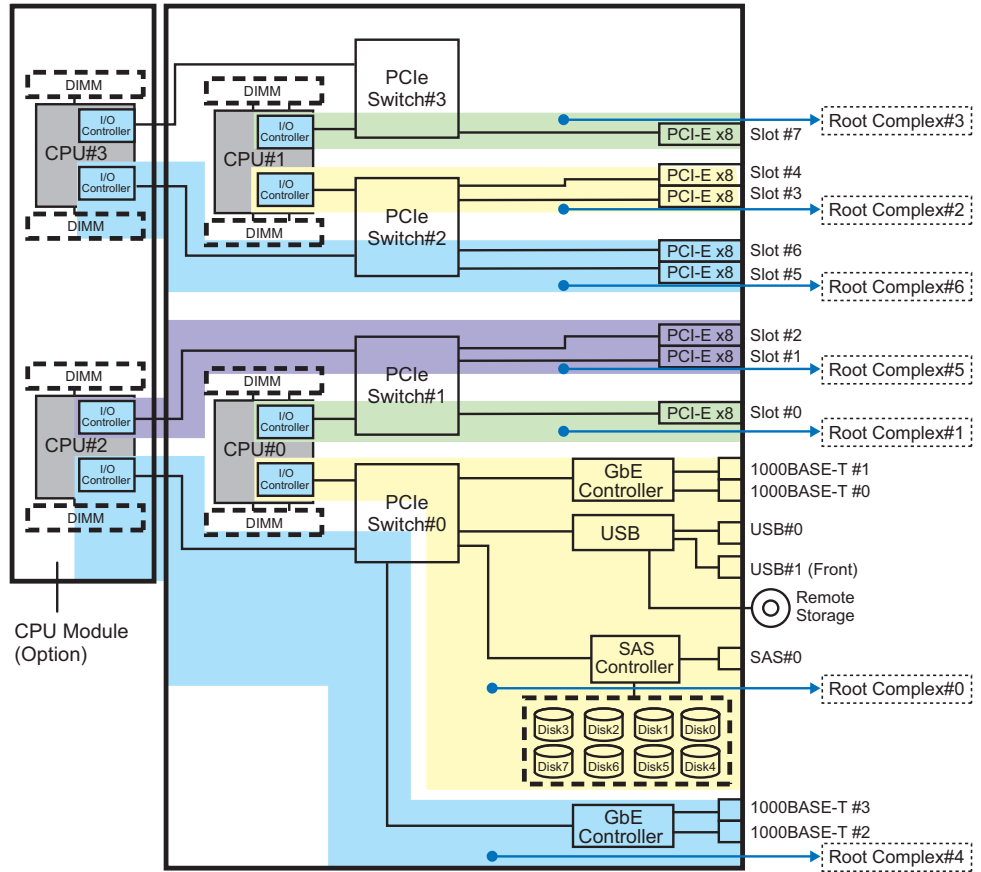 DIMM
I/O
Controller
CPU#3
I/O
Controller
DIMM
DIMM
I/O
Controller
CPU#1
I/O
Controller
DIMM
PCIe
Switch#3
PCIe
Switch#2
PCI-E x8 Slot #7
PCI-E x8 Slot #4
PCI-E x8 Slot #3
PCI-E x8 Slot #6
PCI-E x8 Slot #5
Root Complex#3
Root Complex#2
Root Complex#6
DIMM
I/O
Controller
CPU#2
I/O
Controller
DIMM
DIMM
I/O
Controller
CPU#0
I/O
Controller
DIMM
PCIe
Switch#1
PCIe
Switch#0
PCI-E x8 Slot #2
PCI-E x8 Slot #1
PCI-E x8 Slot #0
Root Complex#5
Root Complex#1
GbE
Controller
1000BASE-T #1
1000BASE-T #0
USB
USB#0
USB#1 (Front)
Remote
Storage
SAS
Controller
SAS#0
Root Complex#0
Disk3 Disk2 Disk1 Disk0
Disk7 Disk6 Disk5 Disk4
GbE
Controller
1000BASE-T #3
1000BASE-T #2
Root Complex#4
CPU Module
(Option)